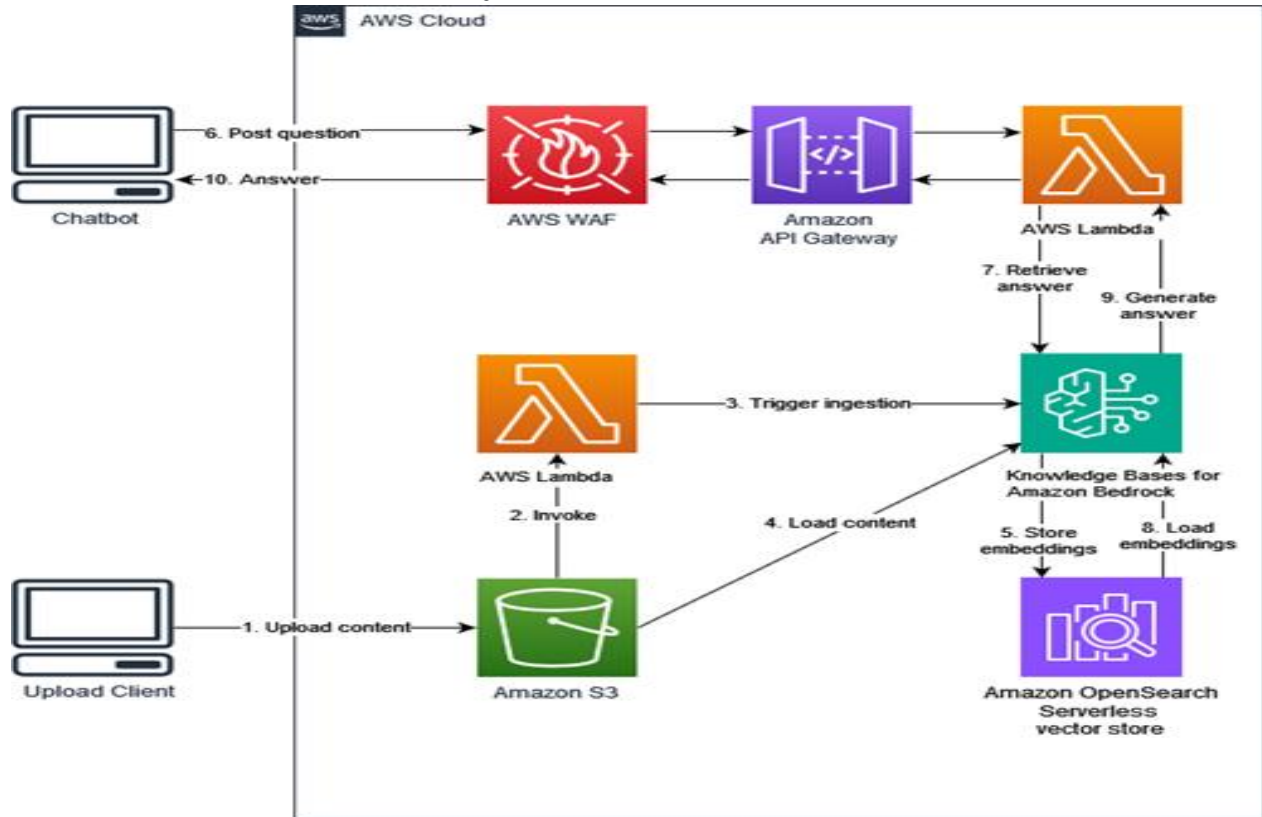 aws
AWS Cloud
6. Post question
10. Answer
Chatbot
AWS WAF
Amazon
API Gateway
</>
AWS Lambda
7. Retrieve
answer
9. Generate
answer
3. Trigger ingestion
AWS Lambda
2. Invoke
4. Load content
Knowledge Bases for
Amazon Bedrock
5. Store
embeddings
8. Load
embeddings
1. Upload content
Upload Client
Amazon S3
Amazon OpenSearch
Serverless
vector store